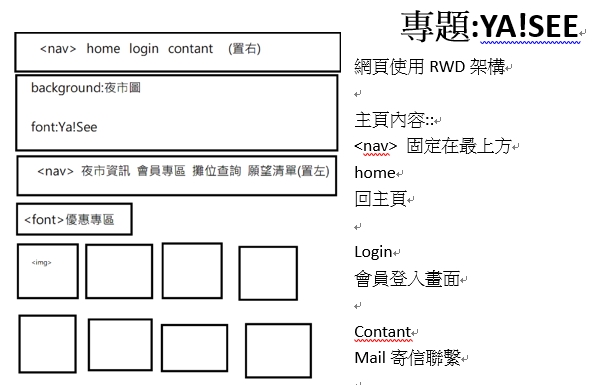 <nav> home login contant (置右)
background:夜市圖
font:Ya!See
<nav> 夜市資訊 會員專區 攤位查詢 願望清單(置左)
<font>優惠專區
<img>
專題:YA!SEE
網頁使用 RWD 架構
主頁內容::
<nav> 固定在最上方
home
回主頁
Login
會員登入畫面
Contant
Mail 寄信聯繫